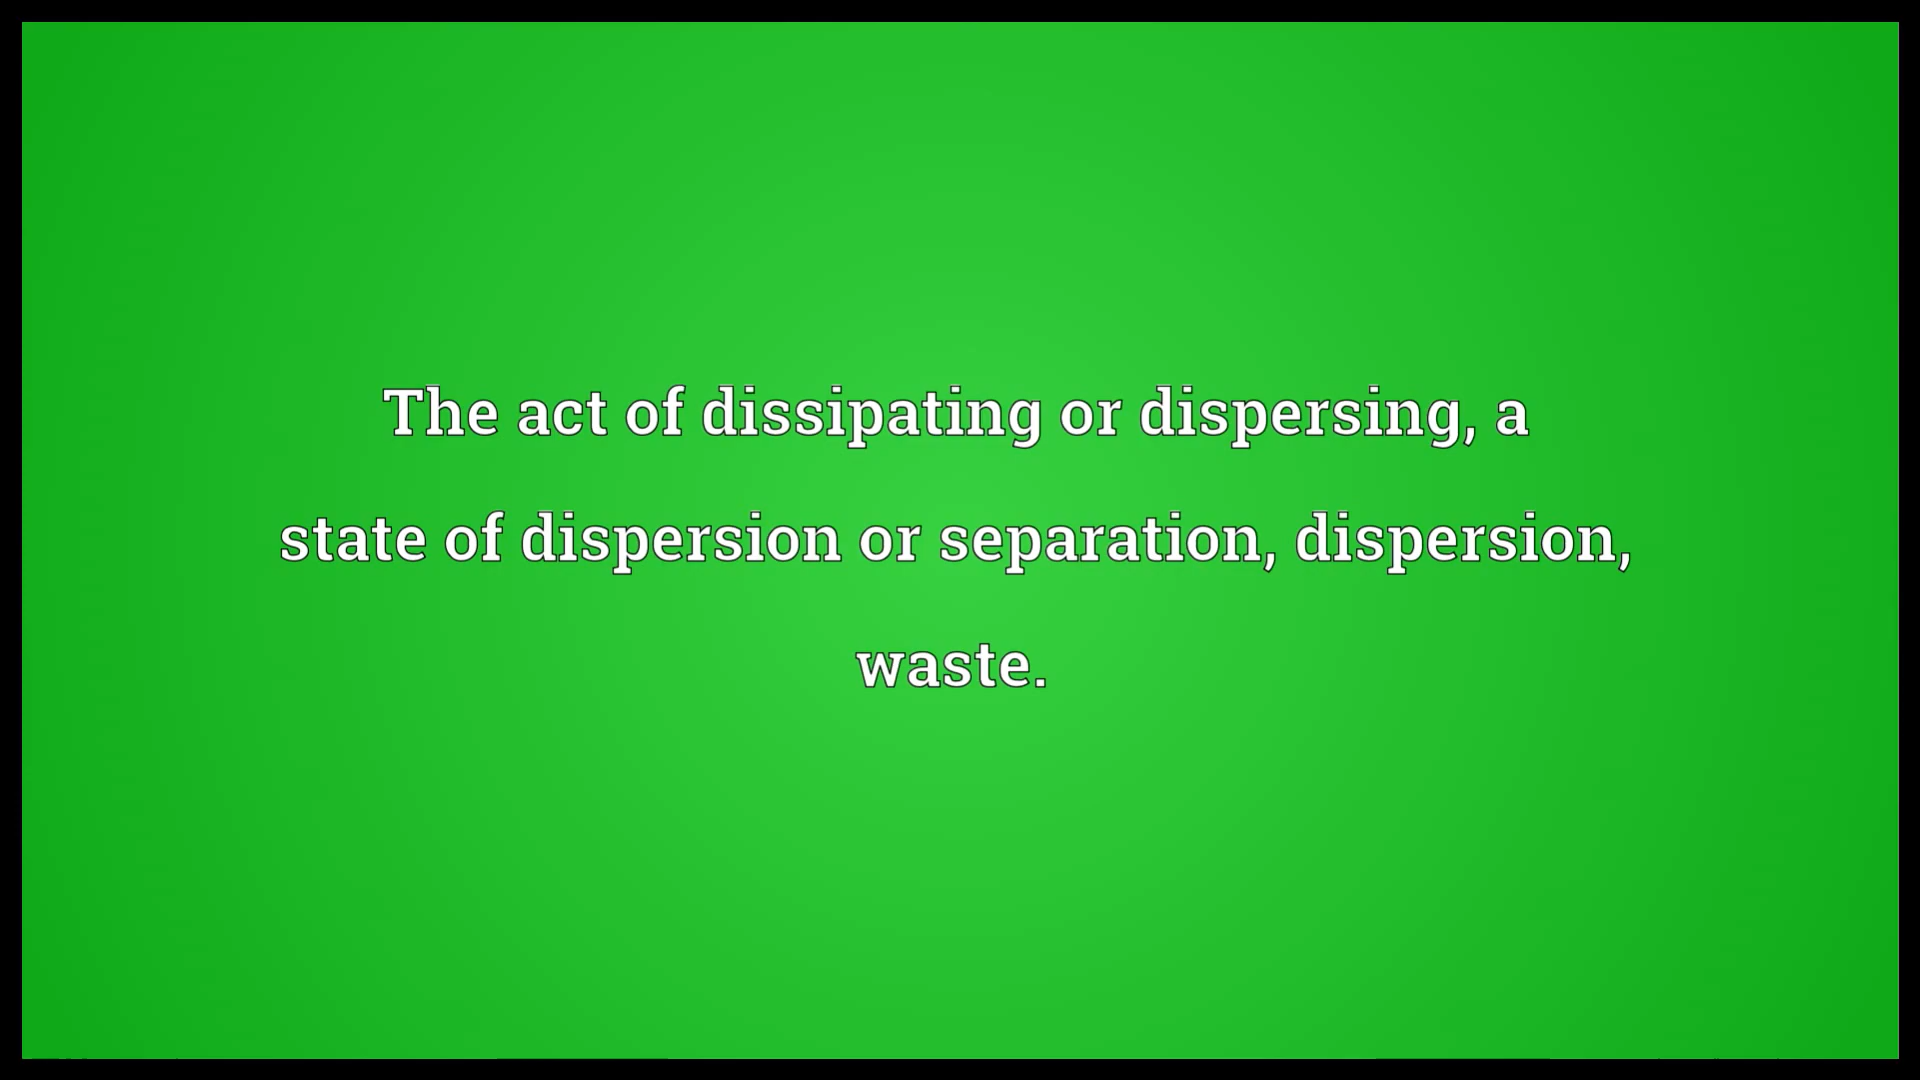 The act of dissipating or dispersing, a
state of dispersion or separation, dispersion,
waste.